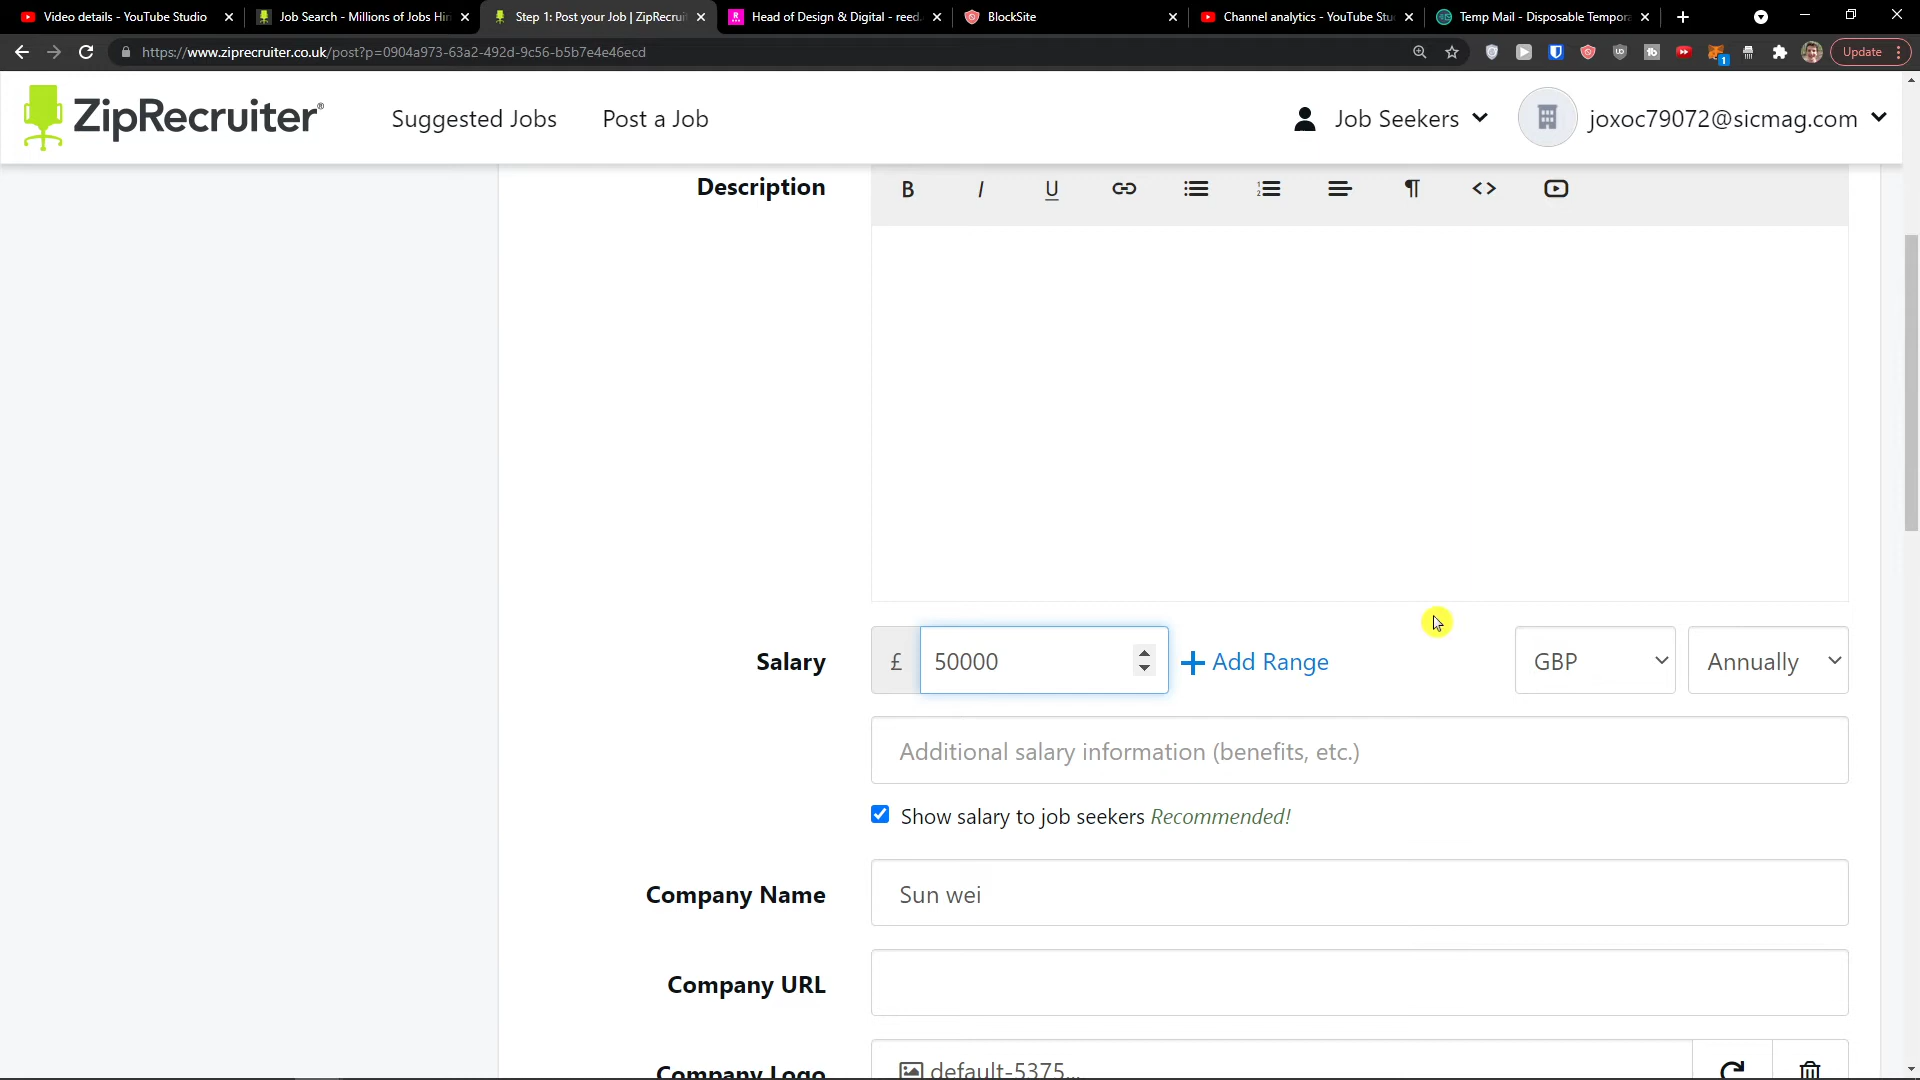 Video details - YouTube Studio
Job Search - Millions of Jobs Hir
Step 1: Post your Job | ZipRecruit
Head of Design & Digital - reed.
BlockSite
Channel analytics - YouTube Stu
Temp Mail - Disposable Tempora
https://www.ziprecruiter.co.uk/post?p=0904a973-63a2-492d-9c56-b5b7e4e46ecd
Update
ZipRecruiter®
Suggested Jobs
Post a Job
Job Seekers
joxoc79072@sicmag.com
Description
B I U
Salary
£ 50000
Add Range
GBP
Annually
Additional salary information (benefits, etc.)
Show salary to job seekers Recommended!
Company Name
Sun wei
Company URL
Company Logo
default-5375...